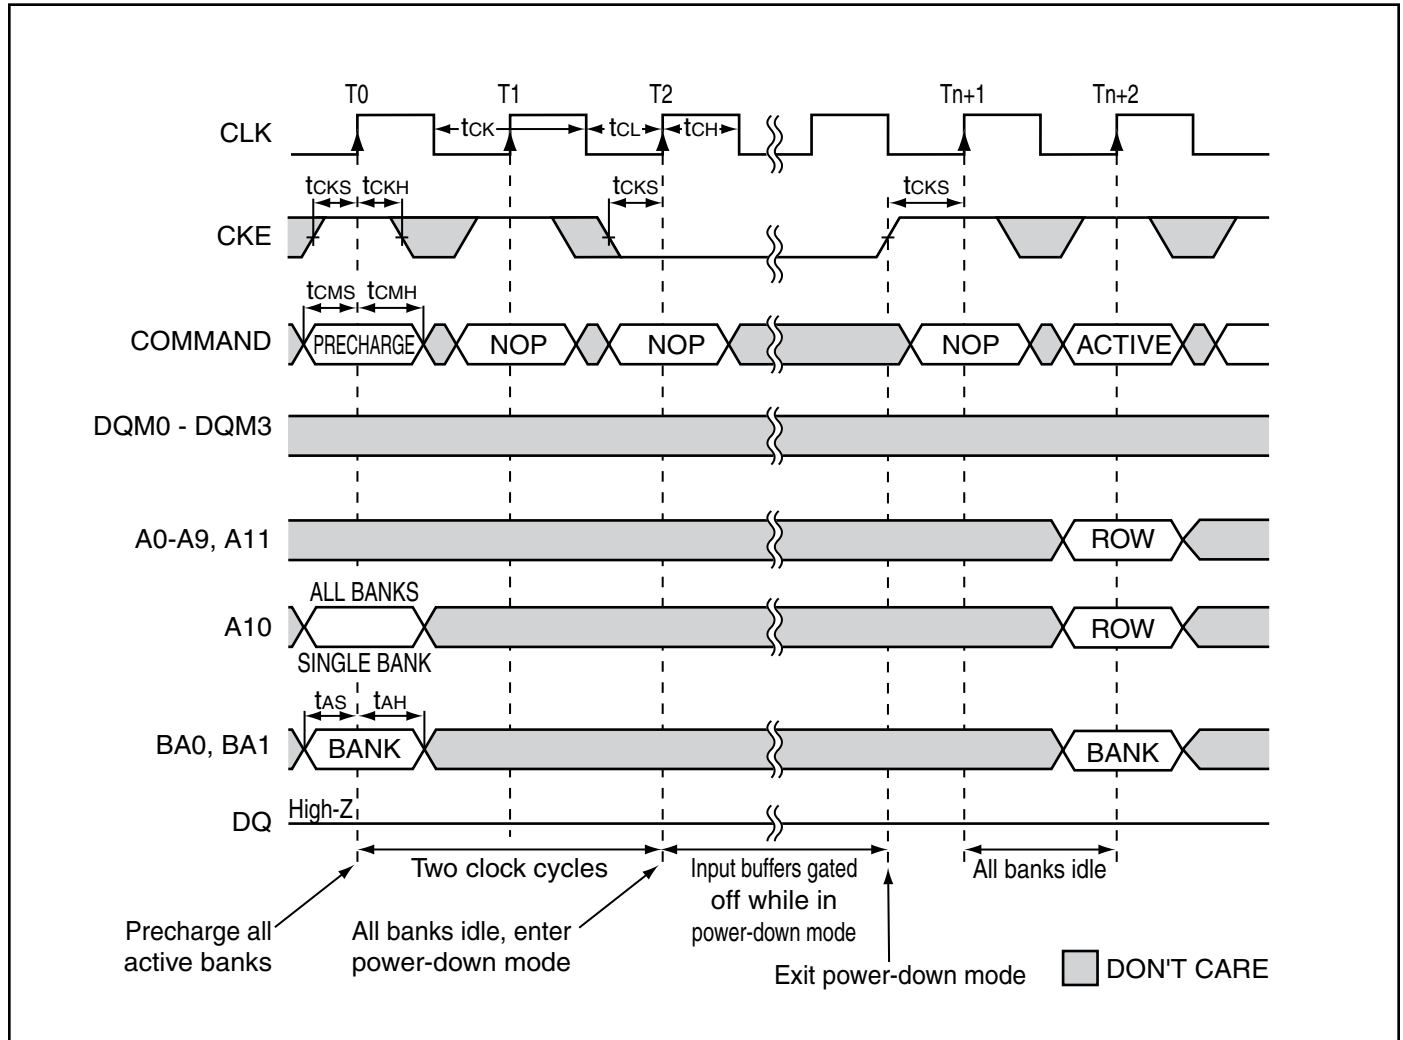 T0 T1 T2 Tn+1 Tn+2
CLK tCK tCL tCH
tCKS tCKH tCKS tCKS
CKE
tCMS tCMH
COMMAND PRECHARGE NOP NOP NOP ACTIVE
DQM0 - DQM3
A0-A9, A11 ROW
ALL BANKS
A10 ROW
SINGLE BANK
tAS tAH
BA0, BA1 BANK BANK
DQ High-Z
Two clock cycles
Input buffers gated
off while in
power-down mode
All banks idle
Precharge all
active banks
All banks idle, enter
power-down mode
Exit power-down mode
DON'T CARE